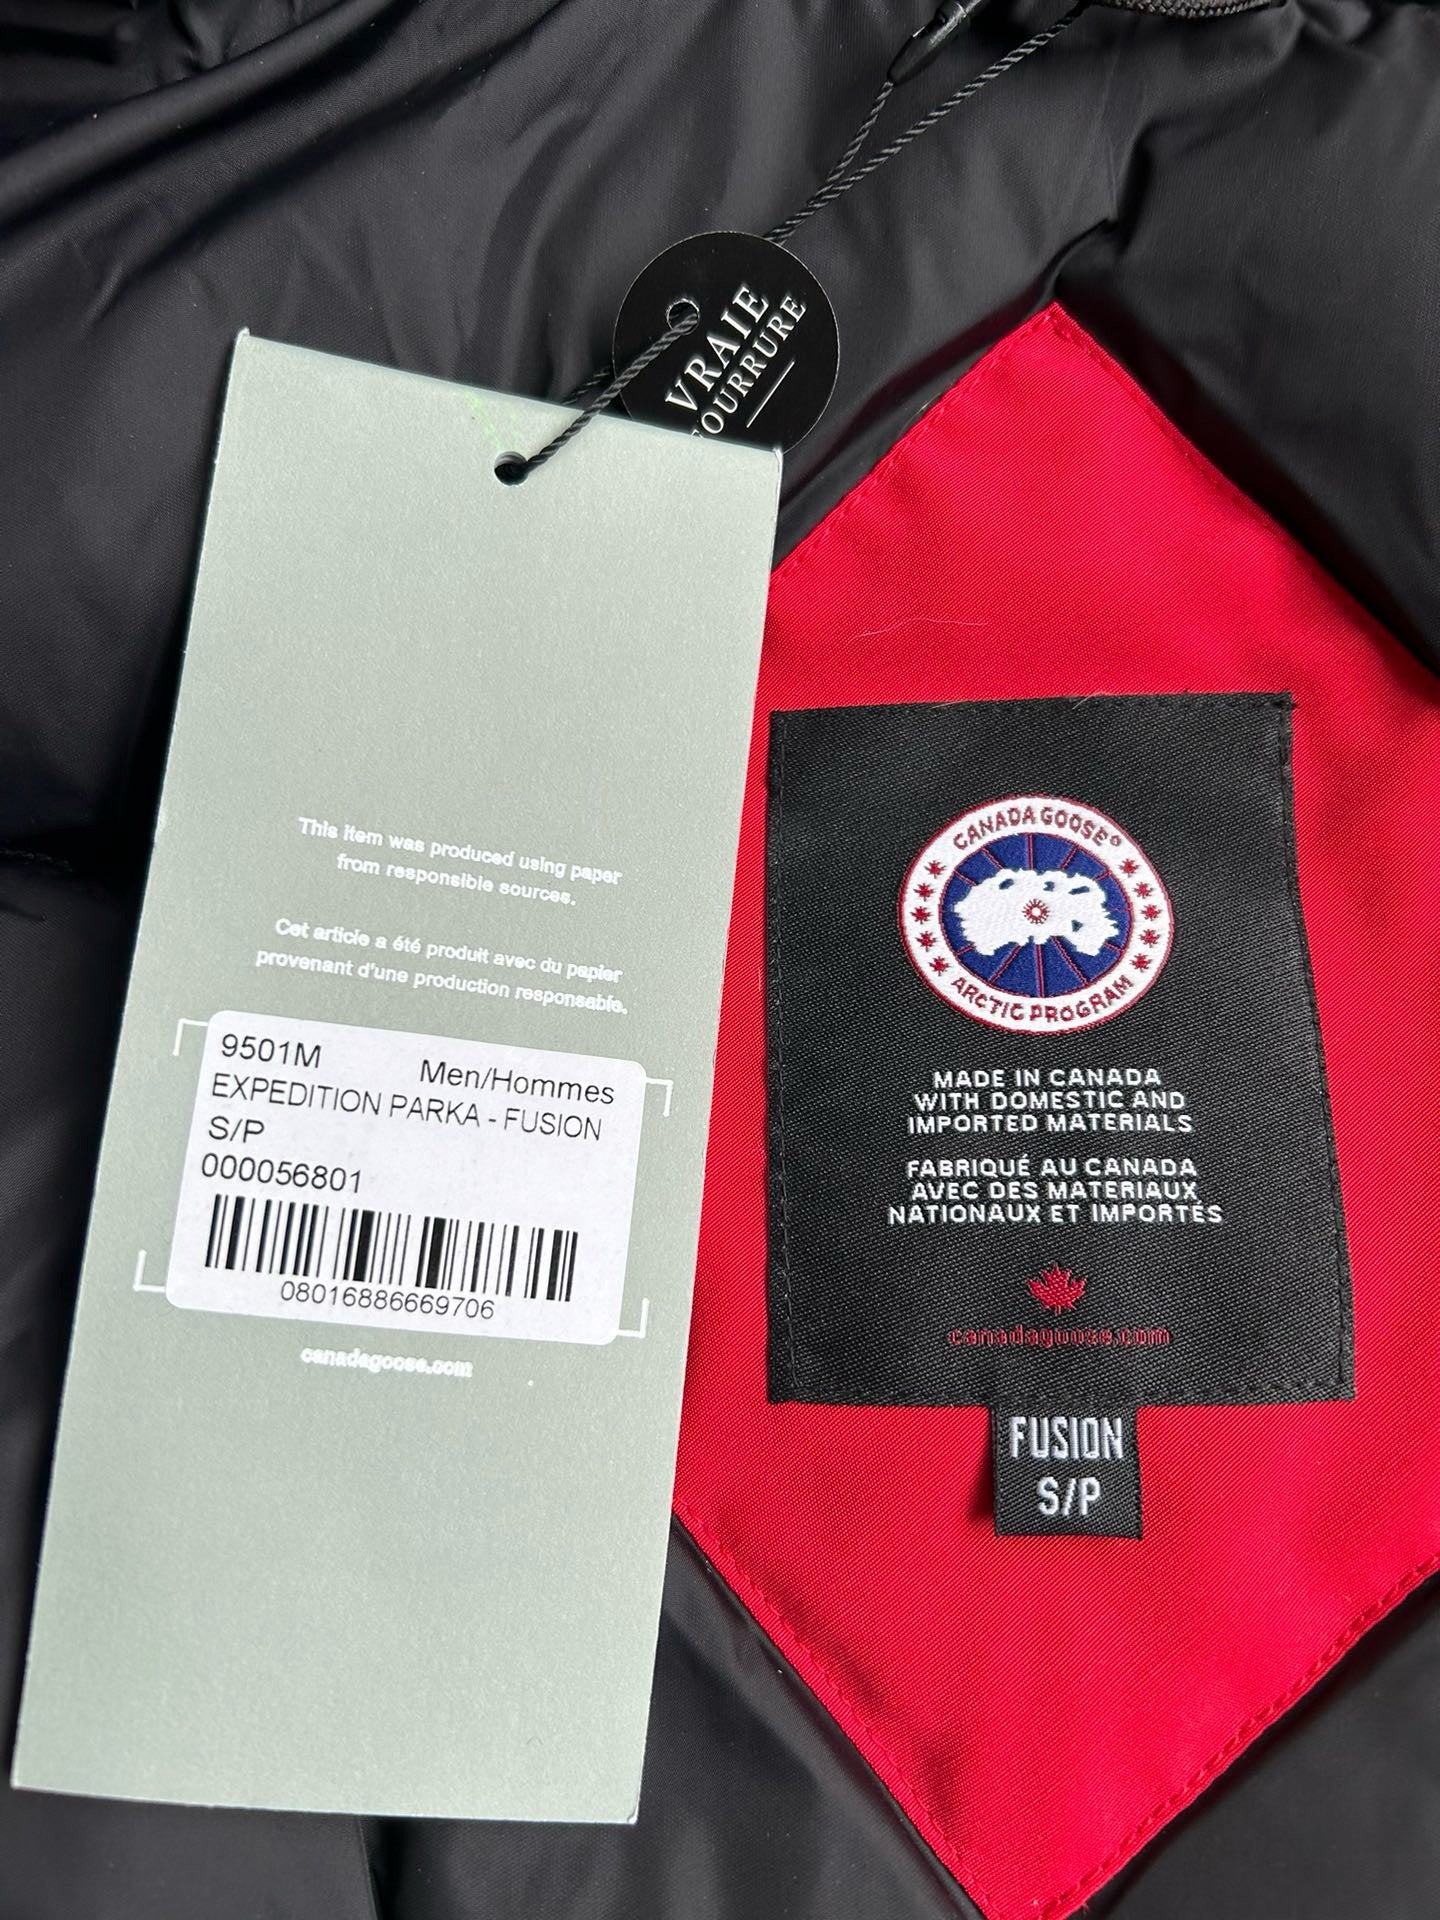 VRAIE
FOURRURE
This item was produced using paper
from responsible sources.
Cet article a été produit avec du papier
provenant d'une production responsable.
9501M Men/Hommes
EXPEDITION PARKA - FUSION
S/P
000056801
08016886669706
canadagoose.com
CANADA GOOSE®
ARCTIC PROGRAM
MADE IN CANADA
WITH DOMESTIC AND
IMPORTED MATERIALS
FABRIQUÉ AU CANADA
AVEC DES MATERIAUX
NATIONAUX ET IMPORTÉS
canadagoose.com
FUSION
S/P